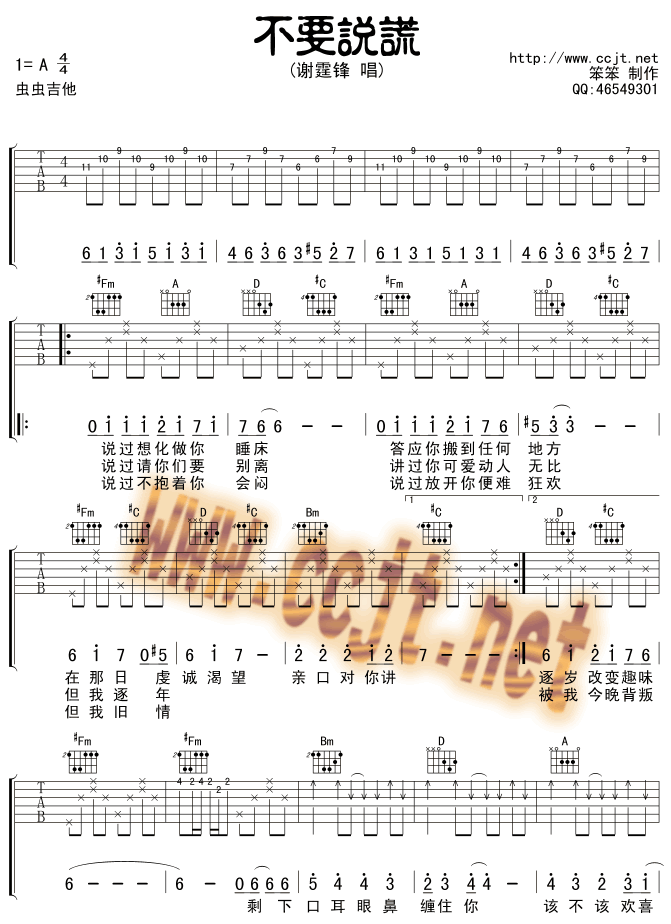 不要説謊
(谢霆锋 唱)
1= A 4/4
虫虫吉他
http://www.ccjt.net
笨笨 制作
QQ:46549301
T A B 4/4 11 10 9 10 9 10 9 10 7 9 6 9 6 7 9 11 10 9 10 9 10 9 10 7 9 6 9 6 7 9
6 1 3 1 5 1 3 1 4 6 3 6 3 #5 2 7 6 1 3 1 5 1 3 1 4 6 3 6 3 #5 2 7
#Fm A D #C #Fm A D #C
T A B
0 1 1 1 2 1 7 1 7 6 6 - - 0 1 1 1 2 1 7 6 #5 3 3 - -
说过想化做你 睡床 答应你搬到任何 地方
说过请你们要 别离 讲过你可爱动人 无比
说过不抱着你 会闷 说过放开你便难 狂欢
#Fm #C D #C Bm 1 #C 2 D #C
6 1 7 0 #5 6 1 7 - 2 2 2 1 2 7 - - - 6 1 2 1 7 6
在那日 虔诚渴望 亲口对你讲 逐岁改变趣味
但我逐 年 被我今晚背叛
但我旧 情
#Fm #Fm Bm D A
T A B 4 2 4 2 2 2
6 - - - 6 - 0 6 6 6 5 4 4 3 2 3 4 4 0 2 2 3 1
剩下口耳眼鼻 缠住你 该不该欢喜
www.ccjt.net